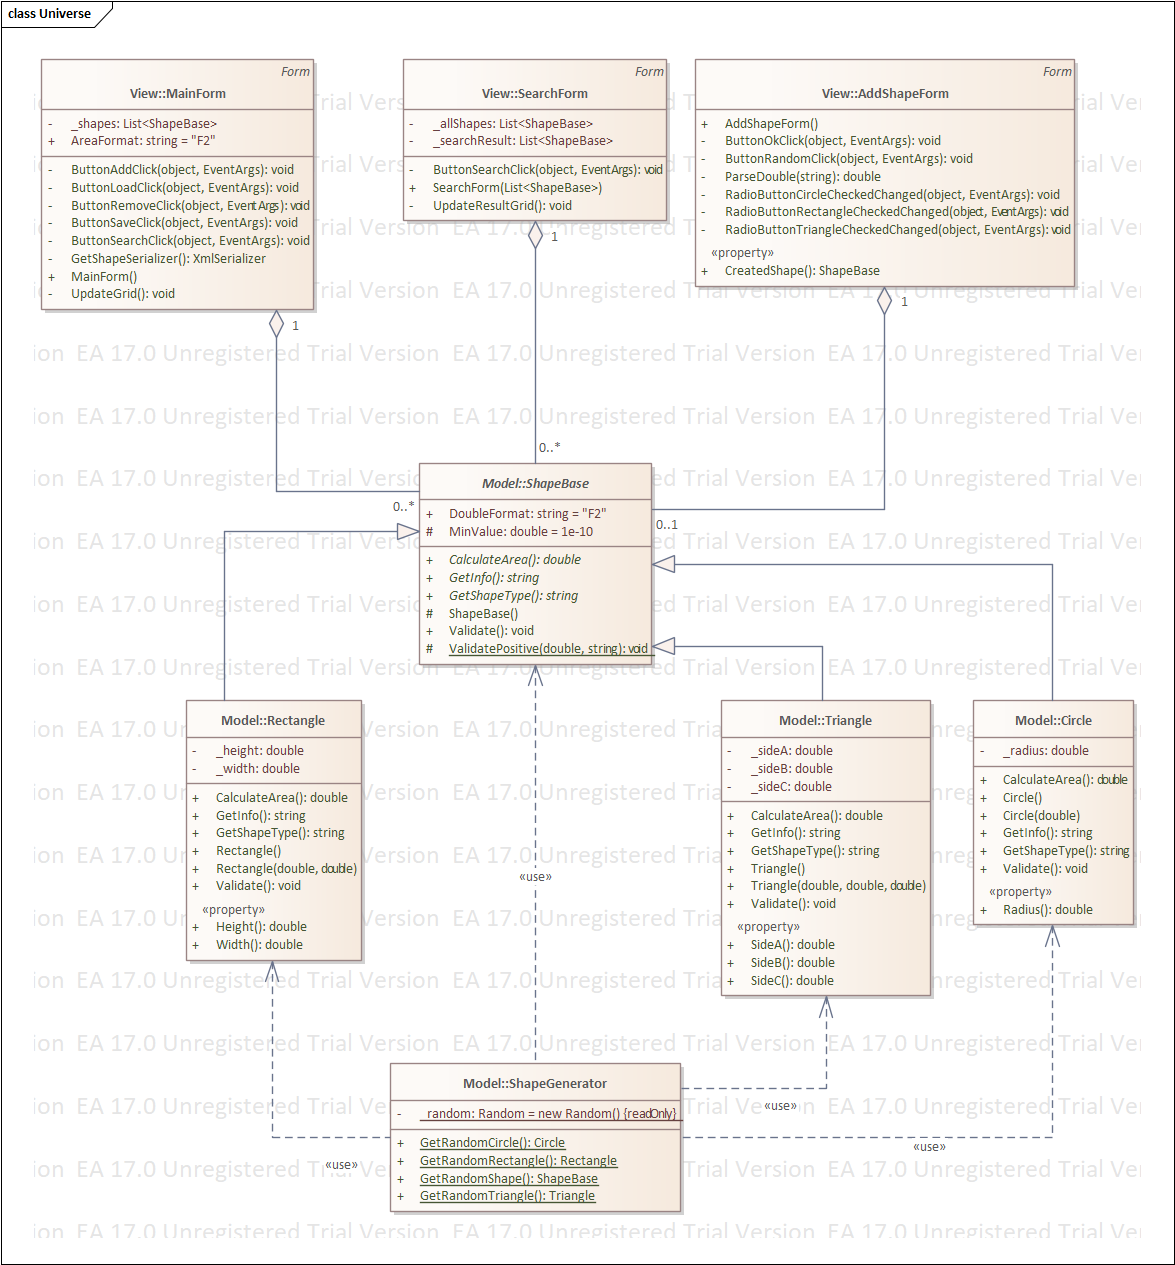 class Universe
Form
View::MainForm
- _shapes: List<ShapeBase>
+ AreaFormat: string = "F2"
- ButtonAddClick(object, EventArgs): void
- ButtonLoadClick(object, EventArgs): void
- ButtonRemoveClick(object, EventArgs): void
- ButtonSaveClick(object, EventArgs): void
- ButtonSearchClick(object, EventArgs): void
- GetShapeSerializer(): XmlSerializer
+ MainForm()
- UpdateGrid(): void
Form
View::SearchForm
- _allShapes: List<ShapeBase>
- _searchResult: List<ShapeBase>
- ButtonSearchClick(object, EventArgs): void
+ SearchForm(List<ShapeBase>)
- UpdateResultGrid(): void
Form
View::AddShapeForm
+ AddShapeForm()
- ButtonOkClick(object, EventArgs): void
- ButtonRandomClick(object, EventArgs): void
- ParseDouble(string): double
- RadioButtonCircleCheckedChanged(object, EventArgs): void
- RadioButtonRectangleCheckedChanged(object, EventArgs): void
- RadioButtonTriangleCheckedChanged(object, EventArgs): void
«property»
+ CreatedShape(): ShapeBase
1
1
1
0..*
0..*
0..1
Model::ShapeBase
+ DoubleFormat: string = "F2"
# MinValue: double = 1e-10
+ CalculateArea(): double
+ GetInfo(): string
+ GetShapeType(): string
# ShapeBase()
+ Validate(): void
# ValidatePositive(double, string): void
Model::Rectangle
- _height: double
- _width: double
+ CalculateArea(): double
+ GetInfo(): string
+ GetShapeType(): string
+ Rectangle()
+ Rectangle(double, double)
+ Validate(): void
«property»
+ Height(): double
+ Width(): double
Model::Triangle
- _sideA: double
- _sideB: double
- _sideC: double
+ CalculateArea(): double
+ GetInfo(): string
+ GetShapeType(): string
+ Triangle()
+ Triangle(double, double, double)
+ Validate(): void
«property»
+ SideA(): double
+ SideB(): double
+ SideC(): double
Model::Circle
- _radius: double
+ CalculateArea(): double
+ Circle()
+ Circle(double)
+ GetInfo(): string
+ GetShapeType(): string
+ Validate(): void
«property»
+ Radius(): double
«use»
Model::ShapeGenerator
- _random: Random = new Random() {readOnly}
+ GetRandomCircle(): Circle
+ GetRandomRectangle(): Rectangle
+ GetRandomShape(): ShapeBase
+ GetRandomTriangle(): Triangle
«use»
«use»
«use»
EA 17.0 Unregistered Trial Version